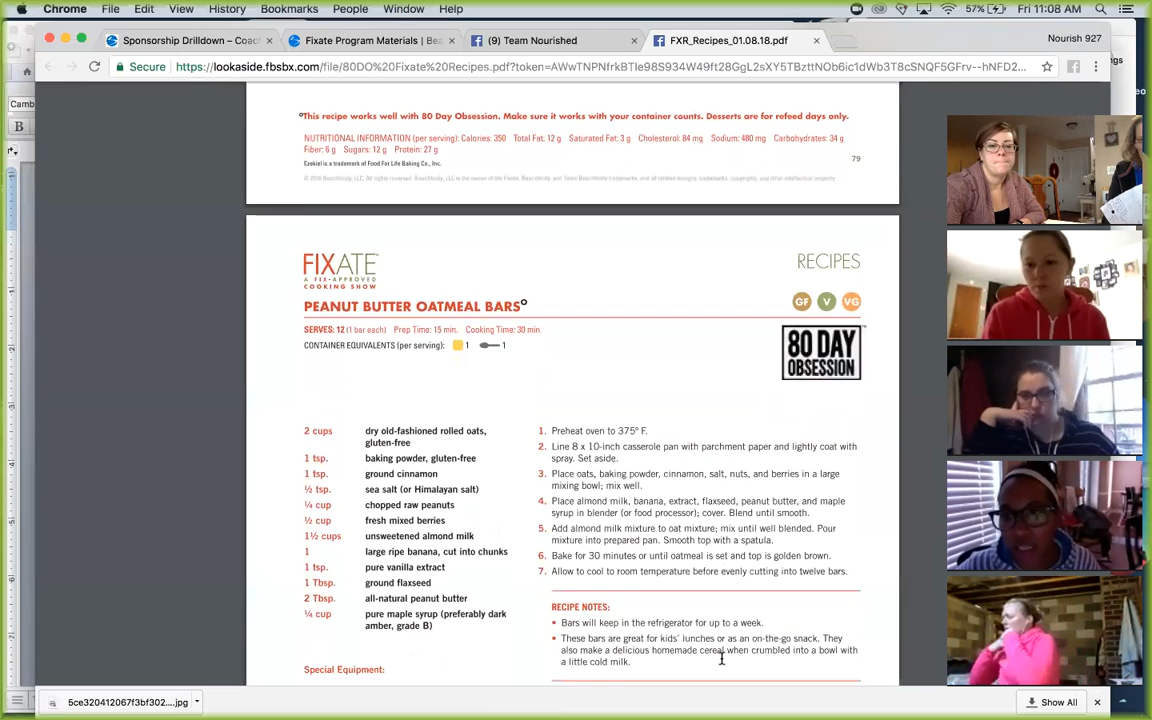 Chrome File Edit View History Bookmarks People Window Help 57% Fri 11:08 AM
Sponsorship Drilldown – Coach Fixate Program Materials | Bea (9) Team Nourished FXR_Recipes_01.08.18.pdf Nourish 927
Secure https://lookaside.fbsbx.com/file/80DO%20Fixate%20Recipes.pdf?token=
Camb
B
°This recipe works well with 80 Day Obsession. Make sure it works with your container counts. Desserts are for refeed days only.
NUTRITIONAL INFORMATION (per serving): Calories: 350 Total Fat: 12 g Saturated Fat: 3 g Cholesterol: 84 mg Sodium: 480 mg Carbohydrates: 34 g
Fiber: 6 g Sugars: 12 g Protein: 27 g
Ezekiel is a trademark of Food For Life Baking Co., Inc.
79
FIXATE
A FIX-APPROVED
COOKING SHOW
RECIPES
PEANUT BUTTER OATMEAL BARS°
GF V VG
SERVES: 12 (1 bar each) Prep Time: 15 min. Cooking Time: 30 min.
CONTAINER EQUIVALENTS (per serving): 1 1
80 DAY
OBSESSION
2 cups dry old-fashioned rolled oats,
gluten-free
1 tsp. baking powder, gluten-free
1 tsp. ground cinnamon
½ tsp. sea salt (or Himalayan salt)
¼ cup chopped raw peanuts
½ cup fresh mixed berries
1½ cups unsweetened almond milk
1 large ripe banana, cut into chunks
1 tsp. pure vanilla extract
1 Tbsp. ground flaxseed
2 Tbsp. all-natural peanut butter
¼ cup pure maple syrup (preferably dark
amber, grade B)
Special Equipment:
1. Preheat oven to 375° F.
2. Line 8 x 10-inch casserole pan with parchment paper and lightly coat with
spray. Set aside.
3. Place oats, baking powder, cinnamon, salt, nuts, and berries in a large
mixing bowl; mix well.
4. Place almond milk, banana, extract, flaxseed, peanut butter, and maple
syrup in blender (or food processor); cover. Blend until smooth.
5. Add almond milk mixture to oat mixture; mix until well blended. Pour
mixture into prepared pan. Smooth top with a spatula.
6. Bake for 30 minutes or until oatmeal is set and top is golden brown.
7. Allow to cool to room temperature before evenly cutting into twelve bars.
RECIPE NOTES:
• Bars will keep in the refrigerator for up to a week.
• These bars are great for kids' lunches or as an on-the-go snack. They
also make a delicious homemade cereal when crumbled into a bowl with
a little cold milk.
5ce320412067f3bf302....jpg
Show All